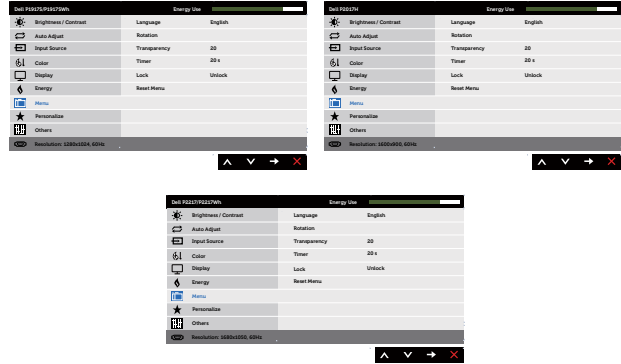 Dell P1917S/P1917SWh Energy Use
Brightness / Contrast Language English
Auto Adjust Rotation
Input Source Transparency 20
Color Timer 20 s
Display Lock Unlock
Energy Reset Menu
Menu
Personalize
Others
Resolution: 1280x1024, 60Hz
Dell P2017H Energy Use
Brightness / Contrast Language English
Auto Adjust Rotation
Input Source Transparency 20
Color Timer 20 s
Display Lock Unlock
Energy Reset Menu
Menu
Personalize
Others
Resolution: 1600x900, 60Hz
Dell P2217/P2217Wh Energy Use
Brightness / Contrast Language English
Auto Adjust Rotation
Input Source Transparency 20
Color Timer 20 s
Display Lock Unlock
Energy Reset Menu
Menu
Personalize
Others
Resolution: 1680x1050, 60Hz